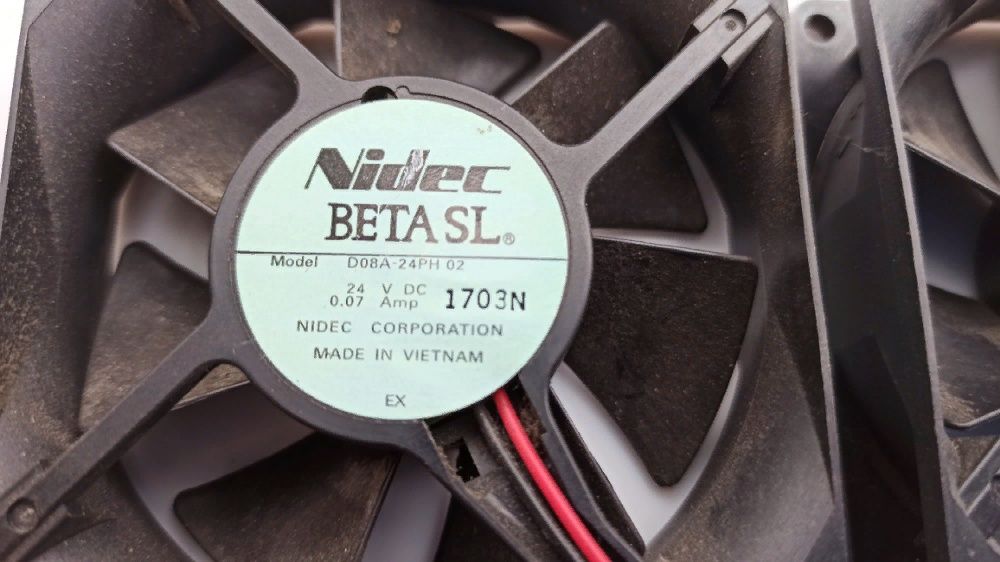 Nidec
BETA SL®
Model D08A-24PH 02
24 V DC
0.07 Amp 1703N
NIDEC CORPORATION
MADE IN VIETNAM
EX